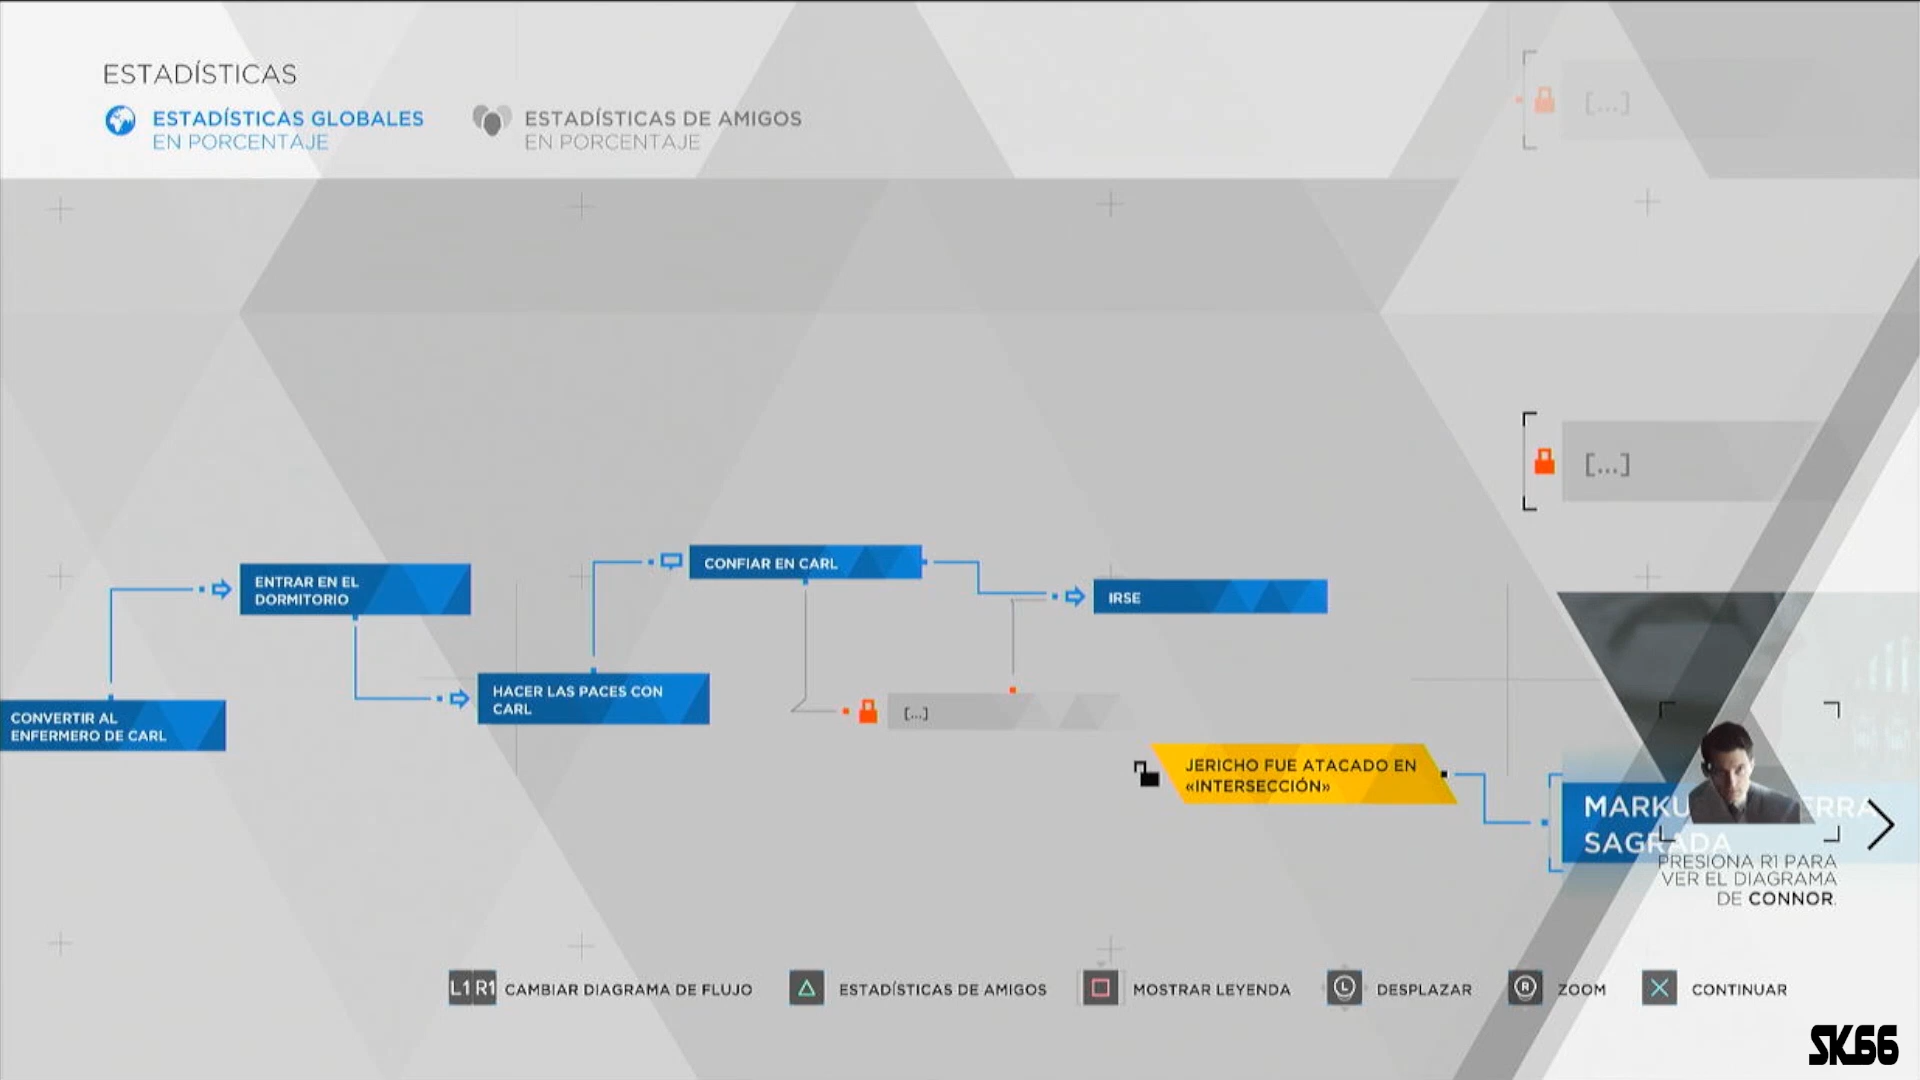 ESTADÍSTICAS
ESTADÍSTICAS GLOBALES
EN PORCENTAJE
ESTADÍSTICAS DE AMIGOS
EN PORCENTAJE
[...]
[...]
CONFIAR EN CARL
ENTRAR EN EL
DORMITORIO
IRSE
HACER LAS PACES CON
CARL
[...]
CONVERTIR AL
ENFERMERO DE CARL
JERICHO FUE ATACADO EN
«INTERSECCIÓN»
SAGRADA
PRESIONA R1 PARA
VER EL DIAGRAMA
DE CONNOR.
L1 R1 CAMBIAR DIAGRAMA DE FLUJO
ESTADÍSTICAS DE AMIGOS
MOSTRAR LEYENDA
L DESPLAZAR
R ZOOM
CONTINUAR
SK66